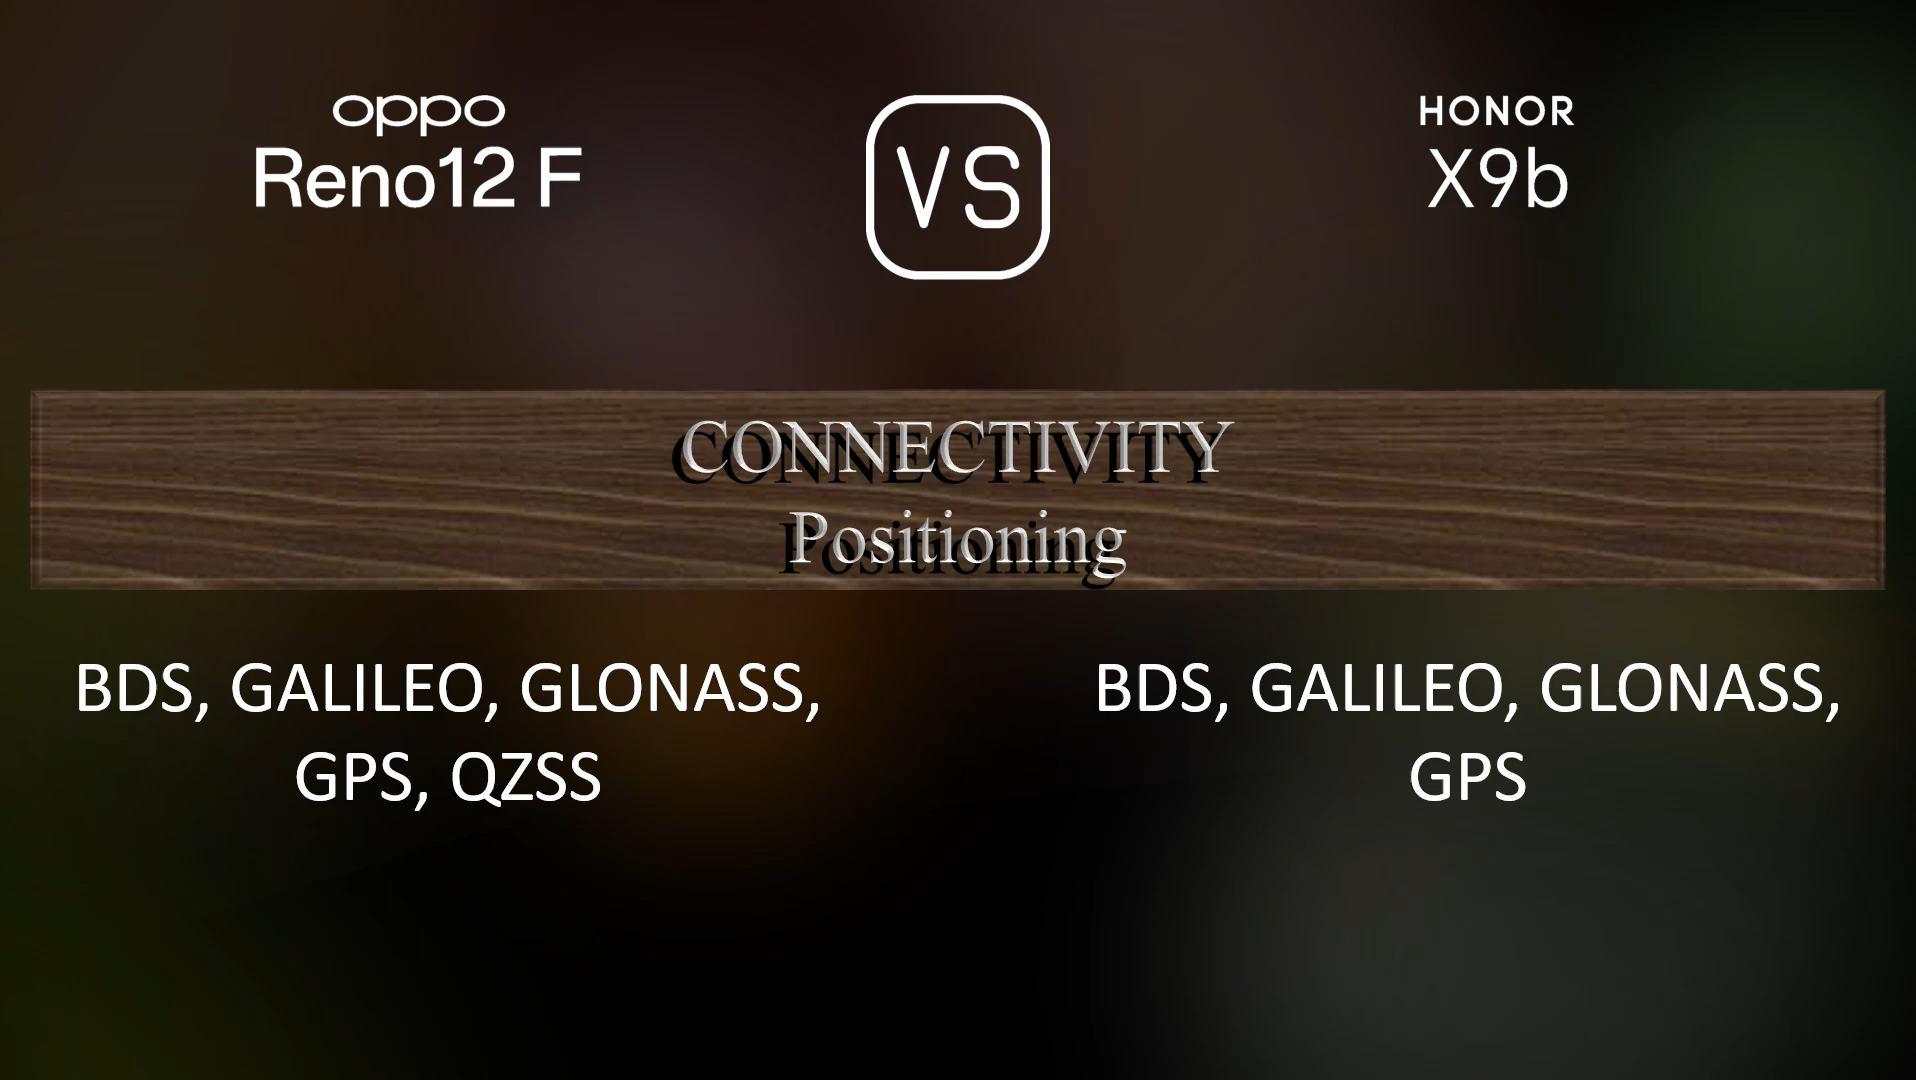 oppo
Reno12 F
VS
HONOR
X9b
CONNECTIVITY
Positioning
BDS, GALILEO, GLONASS,
GPS, QZSS
BDS, GALILEO, GLONASS,
GPS